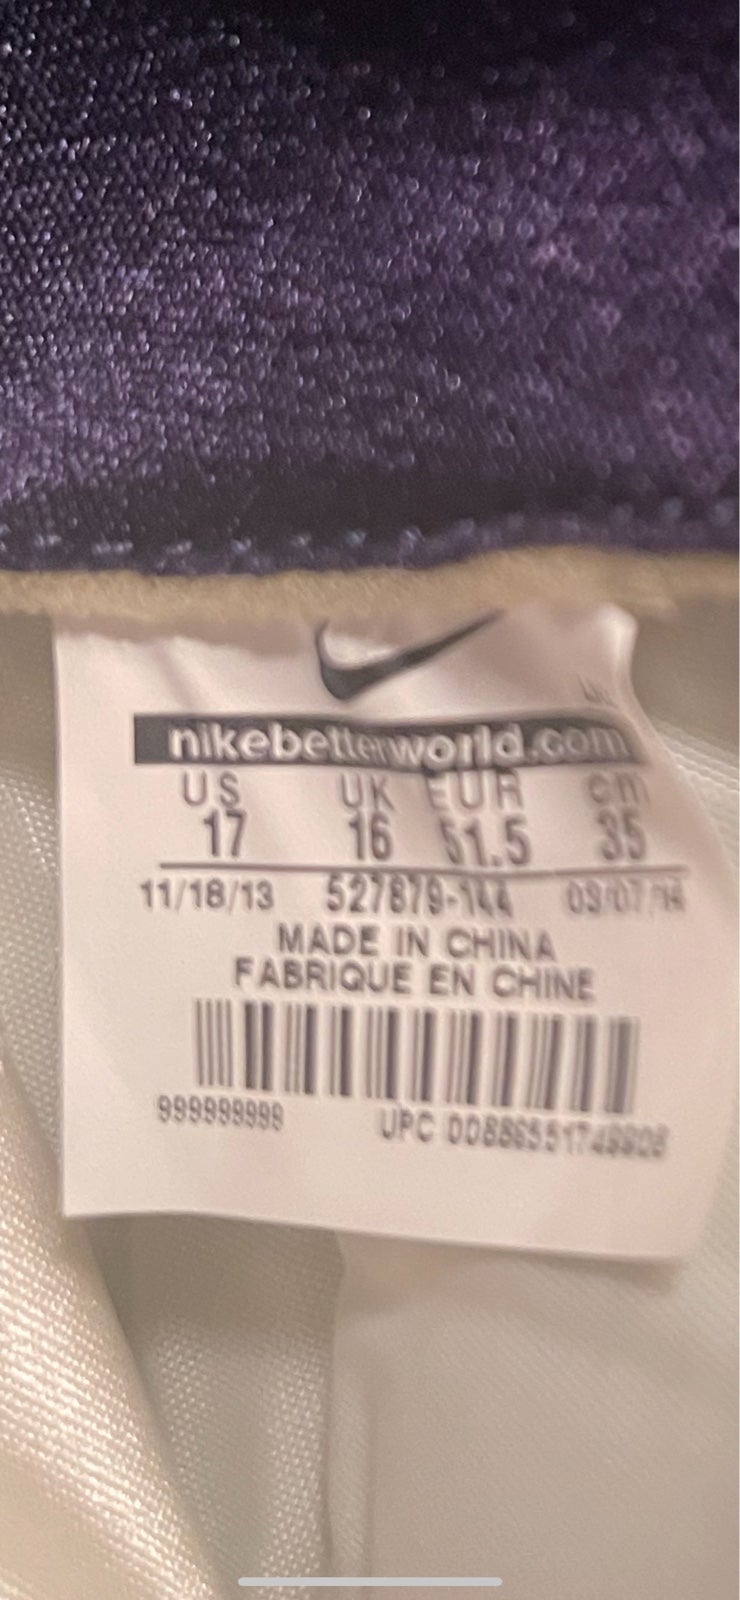 nikebetterworld.com
US UK EUR cm
17 16 51.5 35
11/18/13 527879-144 03/07/14
MADE IN CHINA
FABRIQUE EN CHINE
999999999 UPC